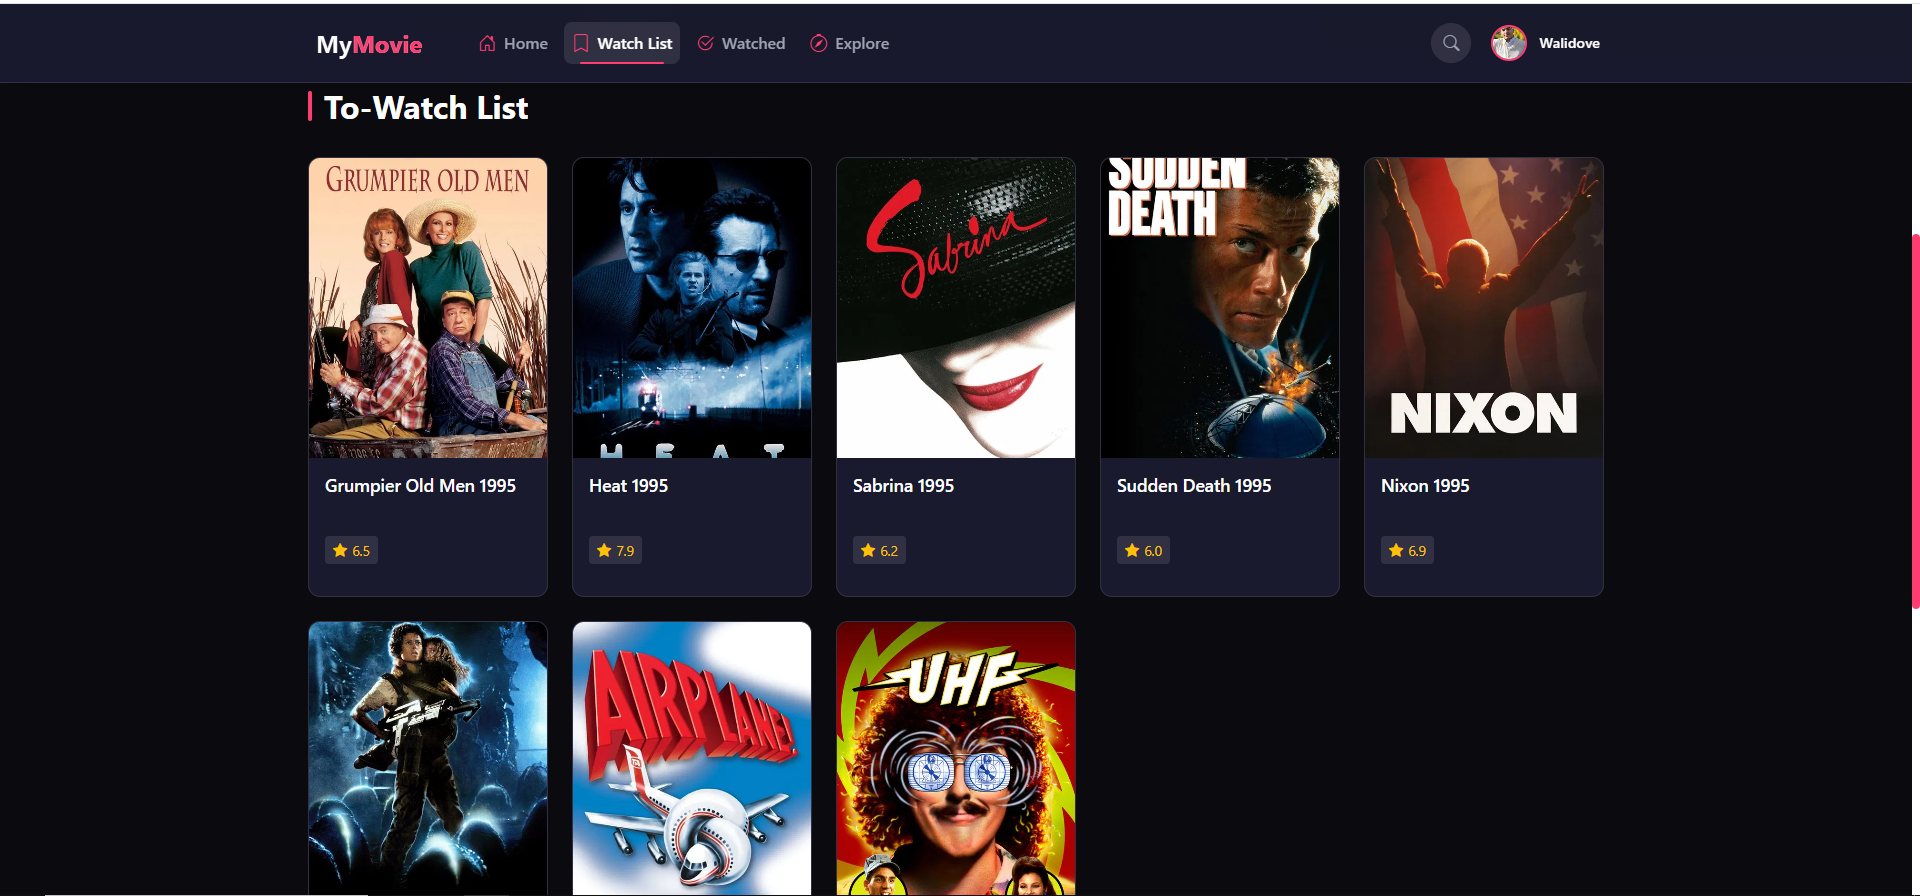 MyMovie
Home
Watch List
Watched
Explore
Walidove
To-Watch List
GRUMPIER OLD MEN
HEAT
Sabrina
SUDDEN
DEATH
NIXON
Grumpier Old Men 1995
Heat 1995
Sabrina 1995
Sudden Death 1995
Nixon 1995
6.5
7.9
6.2
6.0
6.9
AIRPLANE!
UHF